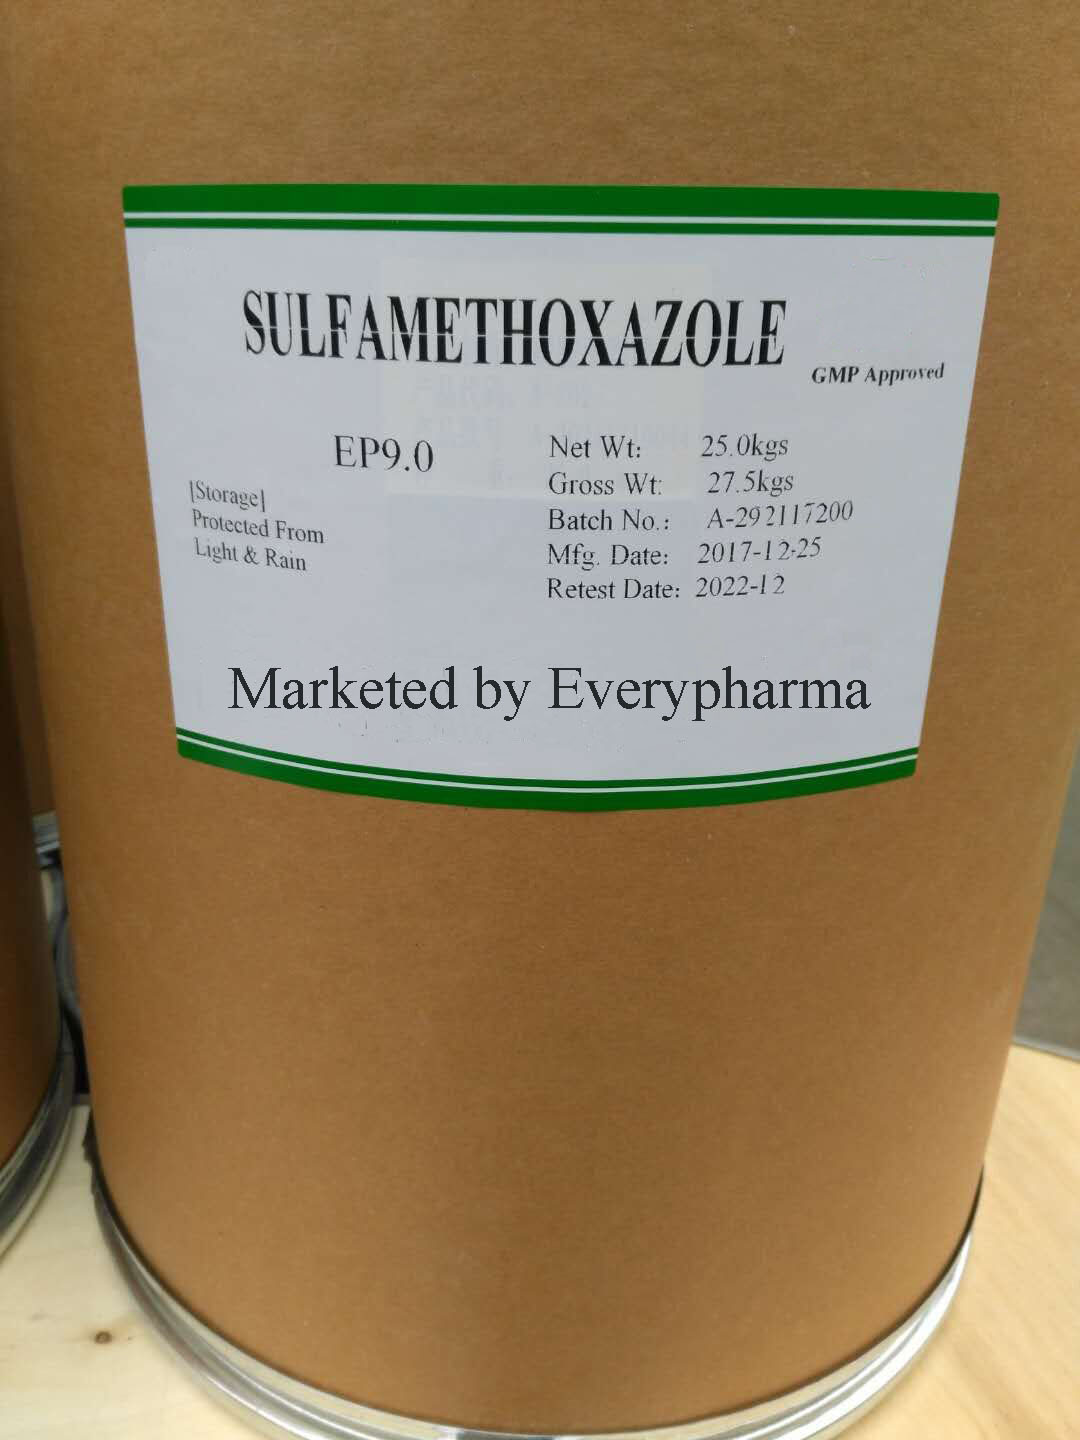 SULFAMETHOXAZOLE
GMP Approved
EP9.0
[Storage]
Protected From
Light & Rain
Net Wt: 25.0kgs
Gross Wt: 27.5kgs
Batch No.: A-292117200
Mfg. Date: 2017-12-25
Retest Date: 2022-12
Marketed by Everypharma